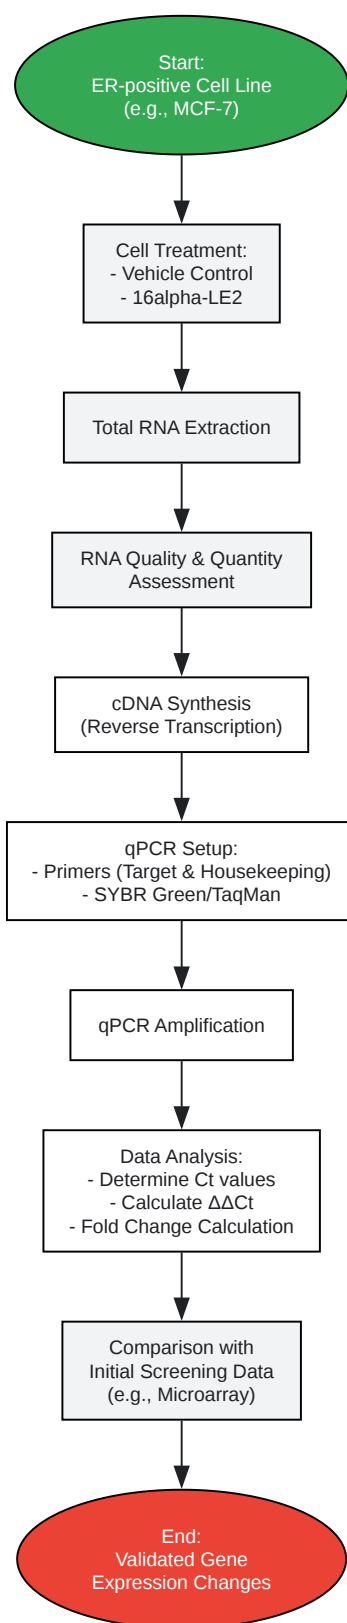 Start:
ER-positive Cell Line
(e.g., MCF-7)
Cell Treatment:
- Vehicle Control
- 16alpha-LE2
Total RNA Extraction
RNA Quality & Quantity
Assessment
cDNA Synthesis
(Reverse Transcription)
qPCR Setup:
- Primers (Target & Housekeeping)
- SYBR Green/TaqMan
qPCR Amplification
Data Analysis:
- Determine Ct values
- Calculate ΔΔCt
- Fold Change Calculation
Comparison with
Initial Screening Data
(e.g., Microarray)
End:
Validated Gene
Expression Changes